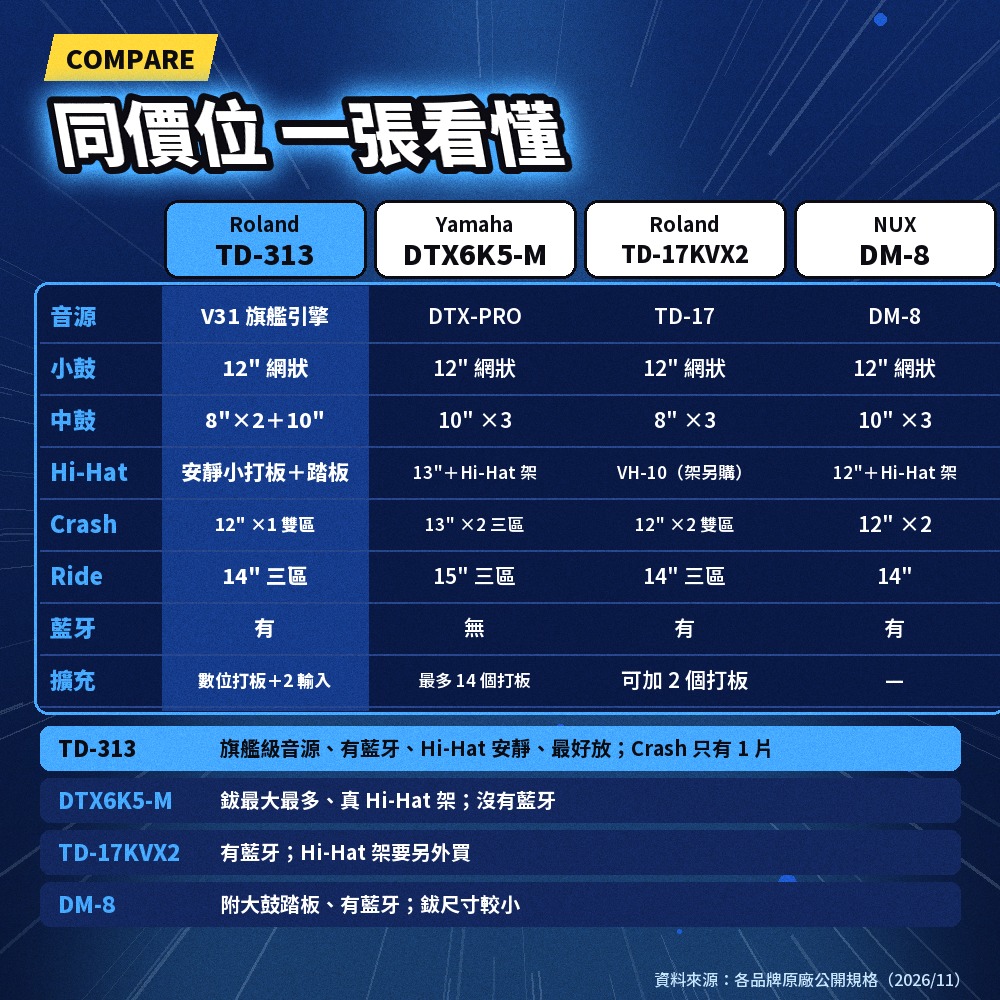 COMPARE
同價位 一張看懂
Roland Yamaha Roland NUX
TD-313 DTX6K5-M TD-17KVX2 DM-8
音源 V31 旗艦引擎 DTX-PRO TD-17 DM-8
小鼓 12" 網狀 12" 網狀 12" 網狀 12" 網狀
中鼓 8"×2＋10" 10" ×3 8" ×3 10" ×3
Hi-Hat 安靜小打板＋踏板 13"＋Hi-Hat 架 VH-10（架另購） 12"＋Hi-Hat 架
Crash 12" ×1 雙區 13" ×2 三區 12" ×2 雙區 12" ×2
Ride 14" 三區 15" 三區 14" 三區 14"
藍牙 有 無 有 有
擴充 數位打板＋2 輸入 最多 14 個打板 可加 2 個打板 —
TD-313 旗艦級音源、有藍牙、Hi-Hat 安靜、最好放；Crash 只有 1 片
DTX6K5-M 鈸最大最多、真 Hi-Hat 架；沒有藍牙
TD-17KVX2 有藍牙；Hi-Hat 架要另外買
DM-8 附大鼓踏板、有藍牙；鈸尺寸較小
資料來源：各品牌原廠公開規格（2026/11）